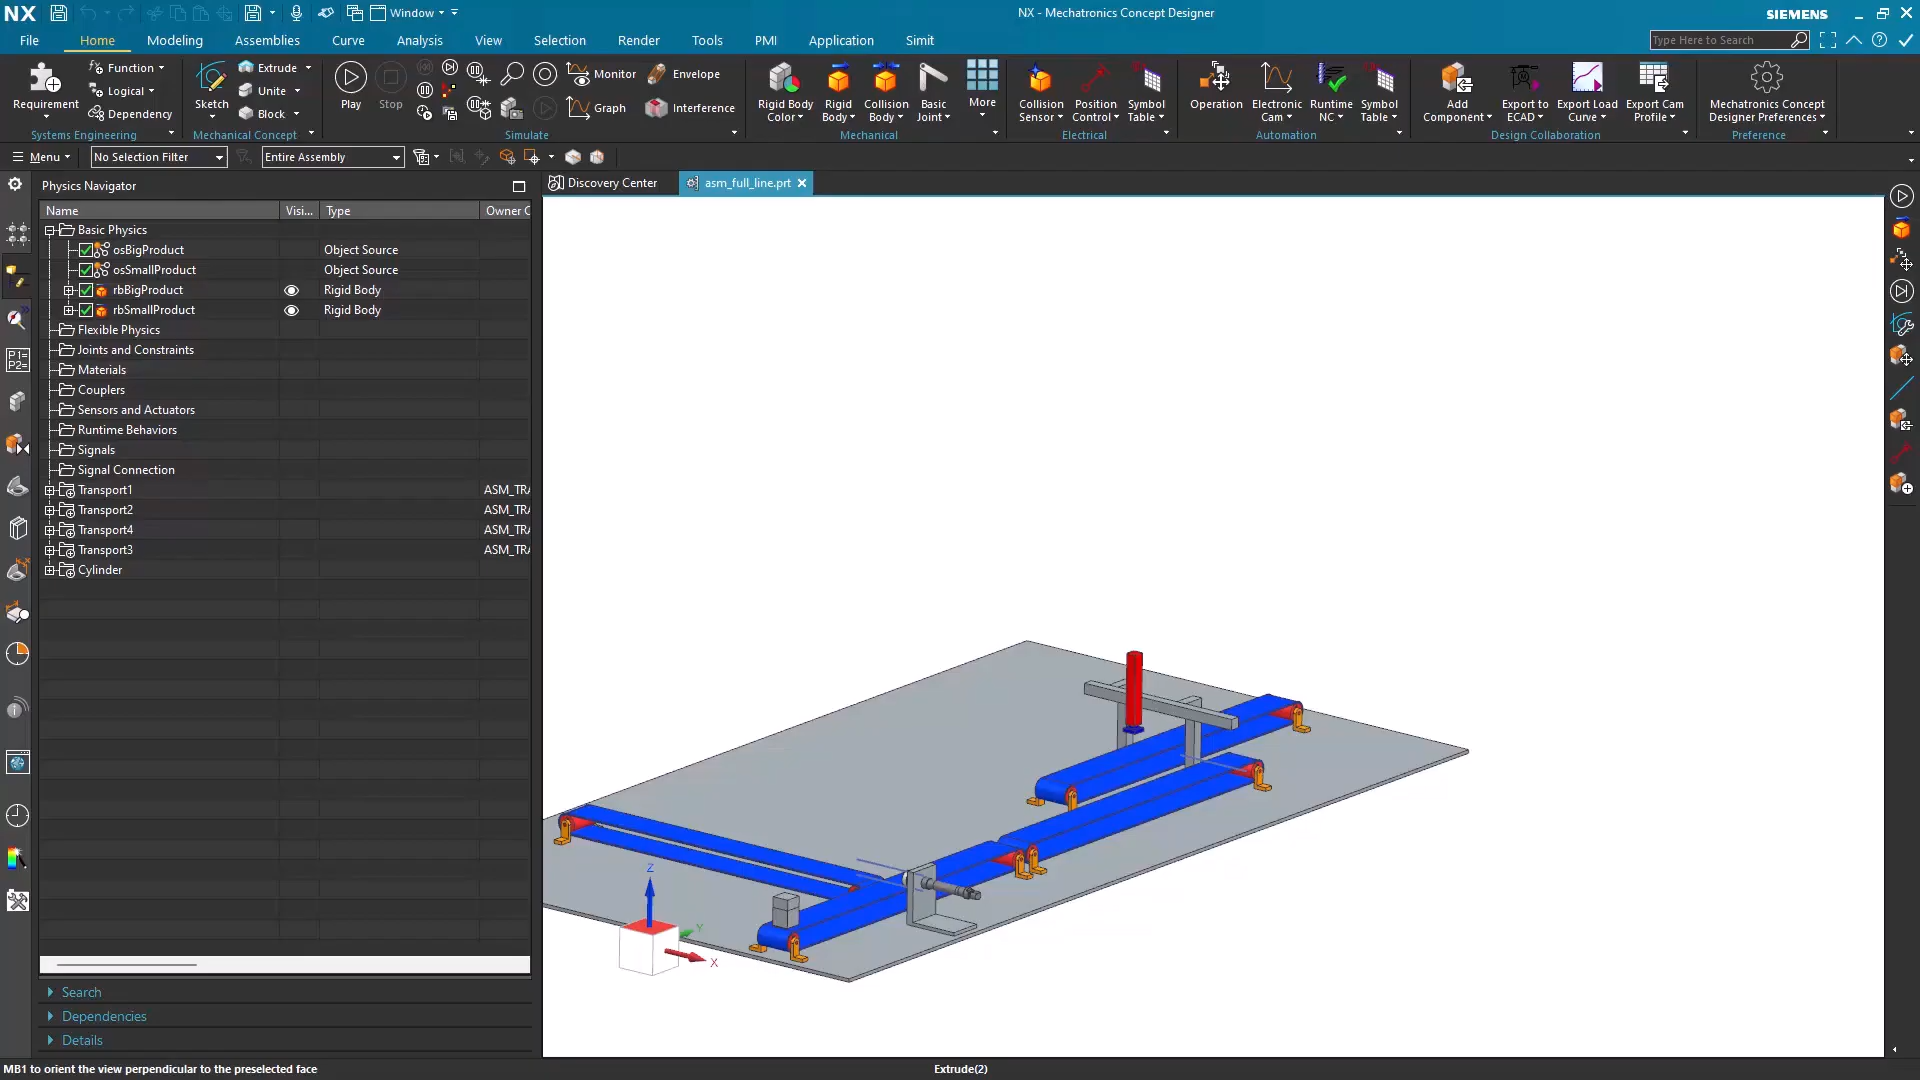 NX Window NX - Mechatronics Concept Designer SIEMENS
File Home Modeling Assemblies Curve Analysis View Selection Render Tools PMI Application Simit Type Here to Search
Requirement
Function
Logical
Dependency
Systems Engineering
Sketch
Extrude
Unite
Block
Mechanical Concept
Play
Stop
Monitor
Graph
Envelope
Interference
Simulate
Rigid Body
Color
Rigid
Body
Collision
Body
Basic
Joint
More
Mechanical
Collision
Sensor
Position
Control
Symbol
Table
Electrical
Operation
Electronic
Cam
Runtime
NC
Symbol
Table
Automation
Add
Component
Export to
ECAD
Export Load
Curve
Export Cam
Profile
Design Collaboration
Mechatronics Concept
Designer Preferences
Preference
Menu No Selection Filter Entire Assembly
Physics Navigator
Discovery Center asm_full_line.prt
Name Visi... Type Owner C
Basic Physics
osBigProduct Object Source
osSmallProduct Object Source
rbBigProduct Rigid Body
rbSmallProduct Rigid Body
Flexible Physics
Joints and Constraints
Materials
Couplers
Sensors and Actuators
Runtime Behaviors
Signals
Signal Connection
Transport1 ASM_TRA
Transport2 ASM_TRA
Transport4 ASM_TRA
Transport3 ASM_TRA
Cylinder
P1=
P2=
Z
Y
X
Search
Dependencies
Details
MB1 to orient the view perpendicular to the preselected face Extrude(2)